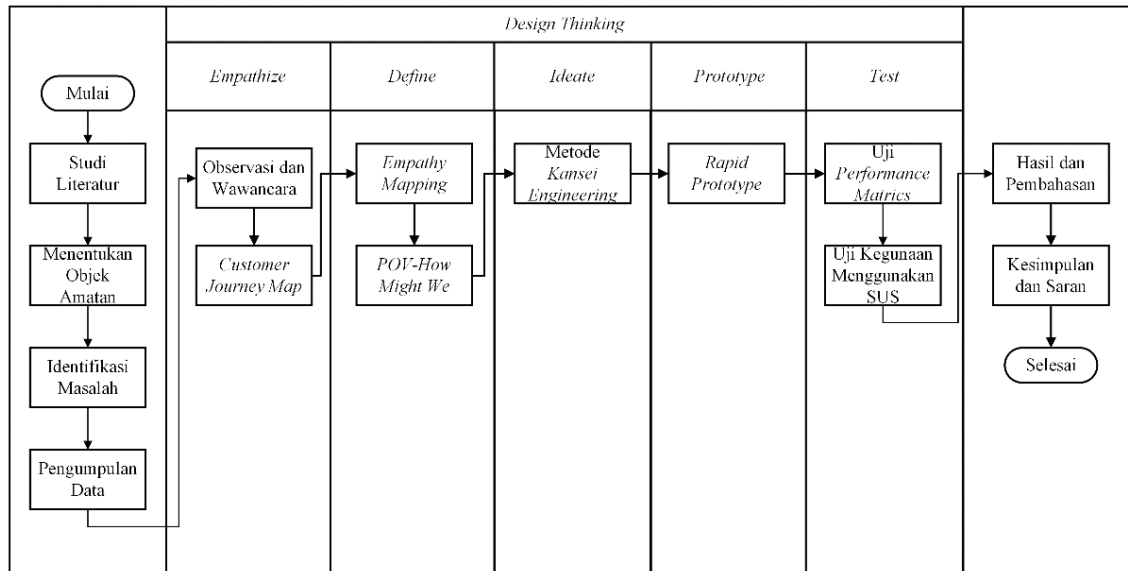 Design Thinking
Empathize
Define
Ideate
Prototype
Test
Mulai
Studi
Literatur
Menentukan
Objek
Amatan
Identifikasi
Masalah
Pengumpulan
Data
Observasi dan
Wawancara
Customer
Journey Map
Empathy
Mapping
POV-How
Might We
Metode
Kansei
Engineering
Rapid
Prototype
Uji
Performance
Matrics
Uji Kegunaan
Menggunakan
SUS
Hasil dan
Pembahasan
Kesimpulan
dan Saran
Selesai